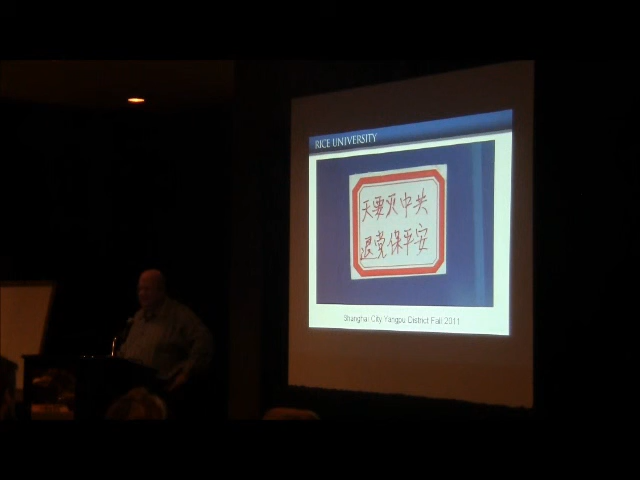 RICE UNIVERSITY
天要灭中共
退党保平安
Shanghai City Yangpu District Fall 2011